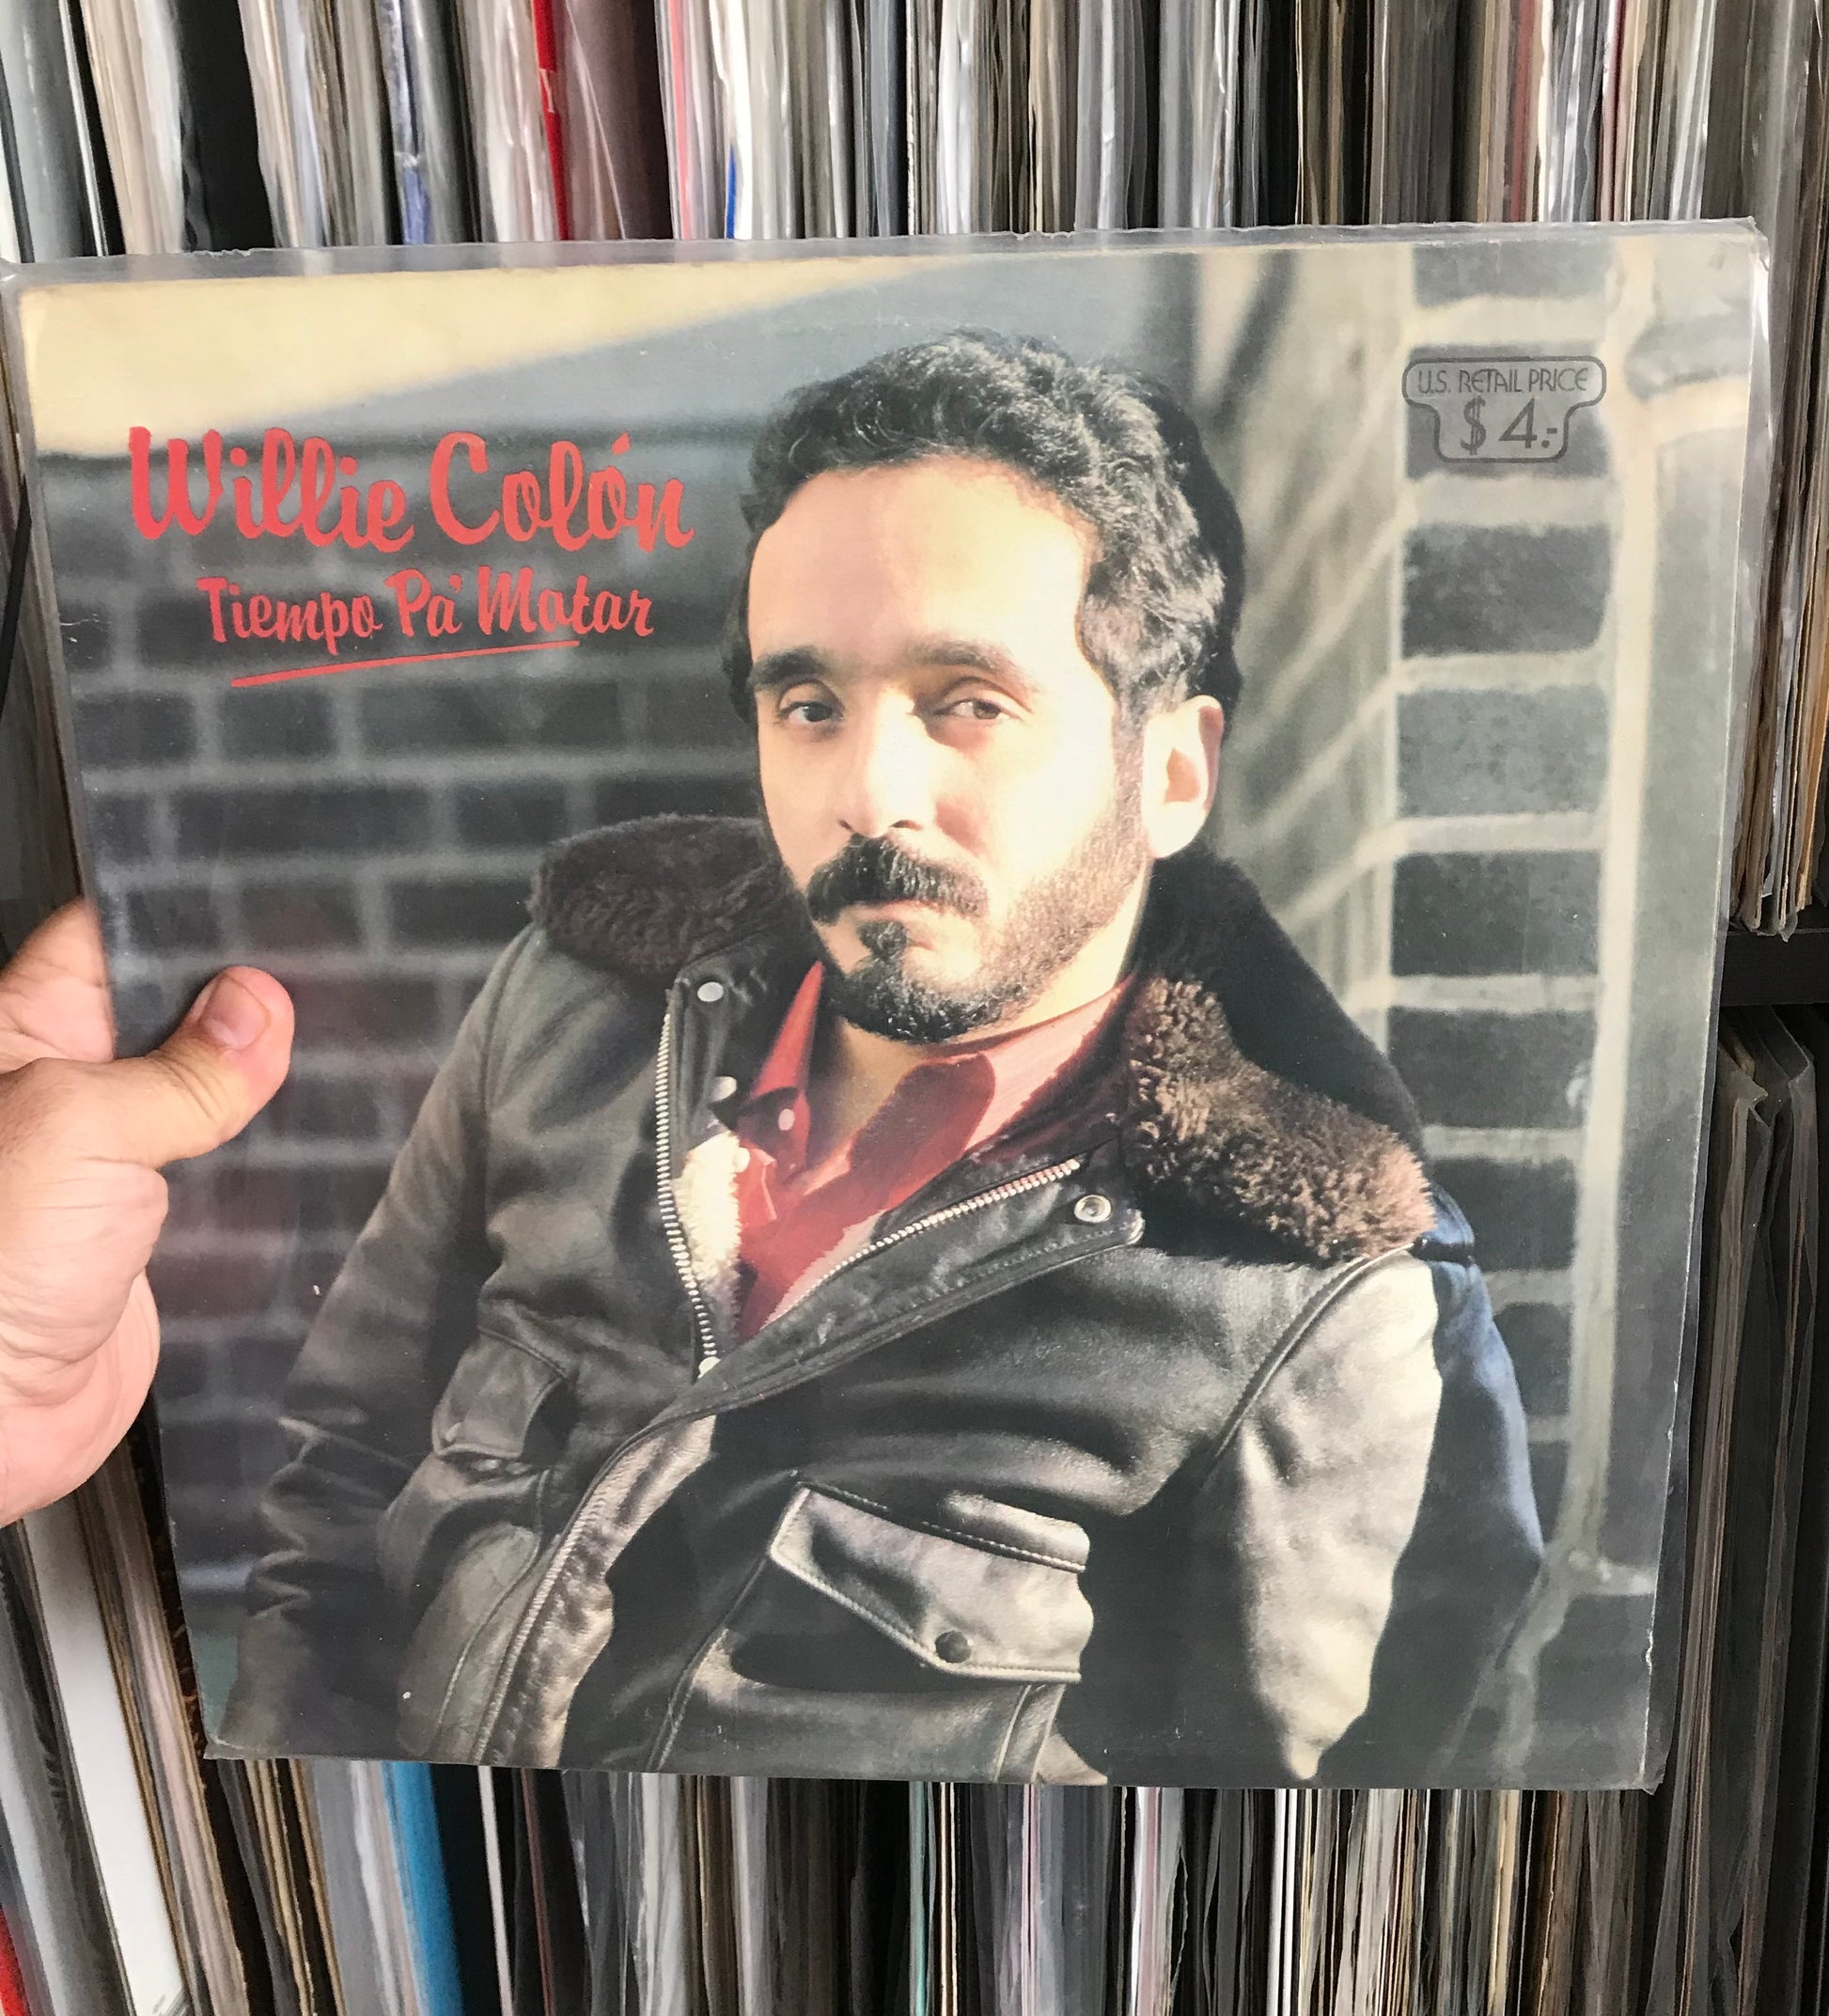 Willie Colón
Tiempo Pa' Matar
U.S. RETAIL PRICE
$4.-